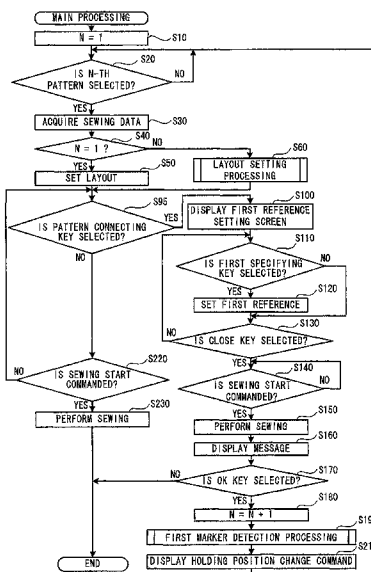 MAIN PROCESSING
N = 1
S10
S20
IS N-TH
PATTERN SELECTED?
NO
YES
S30
ACQUIRE SEWING DATA
S40
N = 1 ?
NO
YES
S50
SET LAYOUT
S60
LAYOUT SETTING
PROCESSING
S95
IS PATTERN CONNECTING
KEY SELECTED?
YES
NO
S100
DISPLAY FIRST REFERENCE
SETTING SCREEN
S110
IS FIRST SPECIFYING
KEY SELECTED?
NO
YES
S120
SET FIRST REFERENCE
S130
NO
IS CLOSE KEY SELECTED?
YES
S140
IS SEWING START
COMMANDED?
NO
YES
S150
PERFORM SEWING
S160
DISPLAY MESSAGE
S170
NO
IS OK KEY SELECTED?
YES
S180
N = N + 1
S19
FIRST MARKER DETECTION PROCESSING
S21
DISPLAY HOLDING POSITION CHANGE COMMAND
NO
S220
IS SEWING START
COMMANDED?
YES
S230
PERFORM SEWING
END